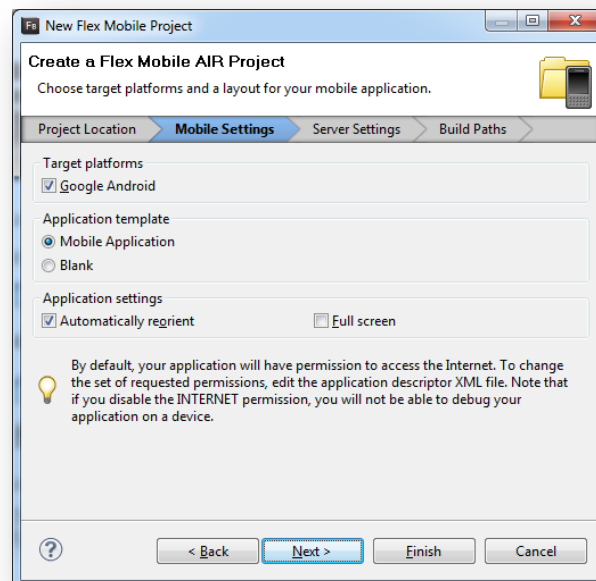 Fb New Flex Mobile Project
Create a Flex Mobile AIR Project
Choose target platforms and a layout for your mobile application.
Project Location Mobile Settings Server Settings Build Paths
Target platforms
Google Android
Application template
Mobile Application
Blank
Application settings
Automatically reorient Full screen
By default, your application will have permission to access the Internet. To change
the set of requested permissions, edit the application descriptor XML file. Note that
if you disable the INTERNET permission, you will not be able to debug your
application on a device.
? < Back Next > Finish Cancel